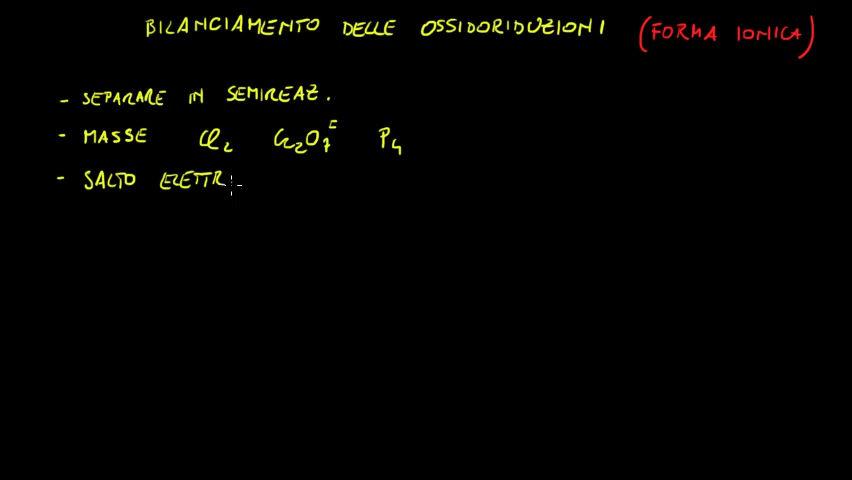 BILANCIAMENTO DELLE OSSIDORIDUZIONI (FORMA IONICA)
- SEPARARE IN SEMIREAZ.
- MASSE Cl₂ Cr₂O₇⁼ P₄
- SALTO ELETTR